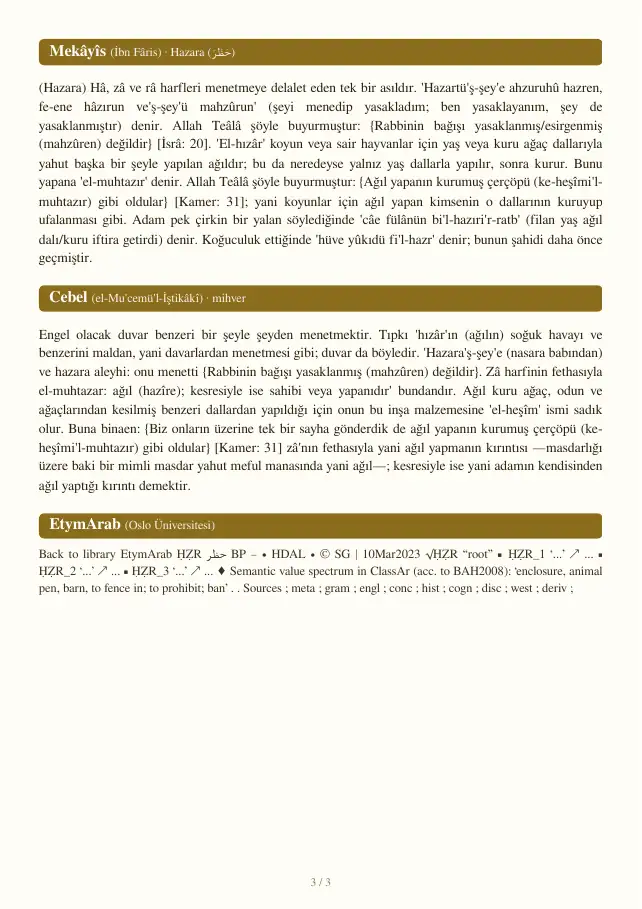 Mekâyîs (İbn Fâris) · Hazara (حَظَرَ)
(Hazara) Hâ, zâ ve râ harfleri menetmeye delalet eden tek bir asıldır. 'Hazartü'ş-şey'e ahzuruhû hazren,
fe-ene hâzırun ve'ş-şey'ü mahzûrun' (şeyi menedip yasakladım; ben yasaklayanım, şey de
yasaklanmıştır) denir. Allah Teâlâ şöyle buyurmuştur: {Rabbinin bağışı yasaklanmış/esirgenmiş
(mahzûren) değildir} [İsrâ: 20]. 'El-hızâr' koyun veya sair hayvanlar için yaş veya kuru ağaç dallarıyla
yahut başka bir şeyle yapılan ağıldır; bu da neredeyse yalnız yaş dallarla yapılır, sonra kurur. Bunu
yapana 'el-muhtazır' denir. Allah Teâlâ şöyle buyurmuştur: {Ağıl yapanın kurumuş çerçöpü (ke-heşîmi'l-
muhtazır) gibi oldular} [Kamer: 31]; yani koyunlar için ağıl yapan kimsenin o dallarının kuruyup
ufalanması gibi. Adam pek çirkin bir yalan söylediğinde 'câe fülânün bi'l-hazıri'r-ratb' (filan yaş ağıl
dalı/kuru iftira getirdi) denir. Koğuculuk ettiğinde 'hüve yûkıdü fi'l-hazr' denir; bunun şahidi daha önce
geçmiştir.
Cebel (el-Mu'cemü'l-İştikâkî) · mihver
Engel olacak duvar benzeri bir şeyle şeyden menetmektir. Tıpkı 'hızâr'ın (ağılın) soğuk havayı ve
benzerini maldan, yani davarlardan menetmesi gibi; duvar da böyledir. 'Hazara'ş-şey'e (nasara babından)
ve hazara aleyhi: onu menetti {Rabbinin bağışı yasaklanmış (mahzûren) değildir}. Zâ harfinin fethasıyla
el-muhtazar: ağıl (hazîre); kesresiyle ise sahibi veya yapanıdır' bundandır. Ağıl kuru ağaç, odun ve
ağaçlarından kesilmiş benzeri dallardan yapıldığı için onun bu inşa malzemesine 'el-heşîm' ismi sadık
olur. Buna binaen: {Biz onların üzerine tek bir sayha gönderdik de ağıl yapanın kurumuş çerçöpü (ke-
heşîmi'l-muhtazır) gibi oldular} [Kamer: 31] zâ'nın fethasıyla yani ağıl yapmanın kırıntısı —masdarlığı
üzere baki bir mimli masdar yahut meful manasında yani ağıl—; kesresiyle ise yani adamın kendisinden
ağıl yaptığı kırıntı demektir.
EtymArab (Oslo Üniversitesi)
Back to library EtymArab ḤẒR حظر BP – • HDAL • © SG | 10Mar2023 √ḤẒR “root” ▪ ḤẒR_1 ‘...’ ↗ ... ▪
ḤẒR_2 ‘...’ ↗ ... ▪ ḤẒR_3 ‘...’ ↗ ... ♦ Semantic value spectrum in ClassAr (acc. to BAH2008): ‘enclosure, animal
pen, barn, to fence in; to prohibit; ban’ . . Sources ; meta ; gram ; engl ; conc ; hist ; cogn ; disc ; west ; deriv ;
3 / 3